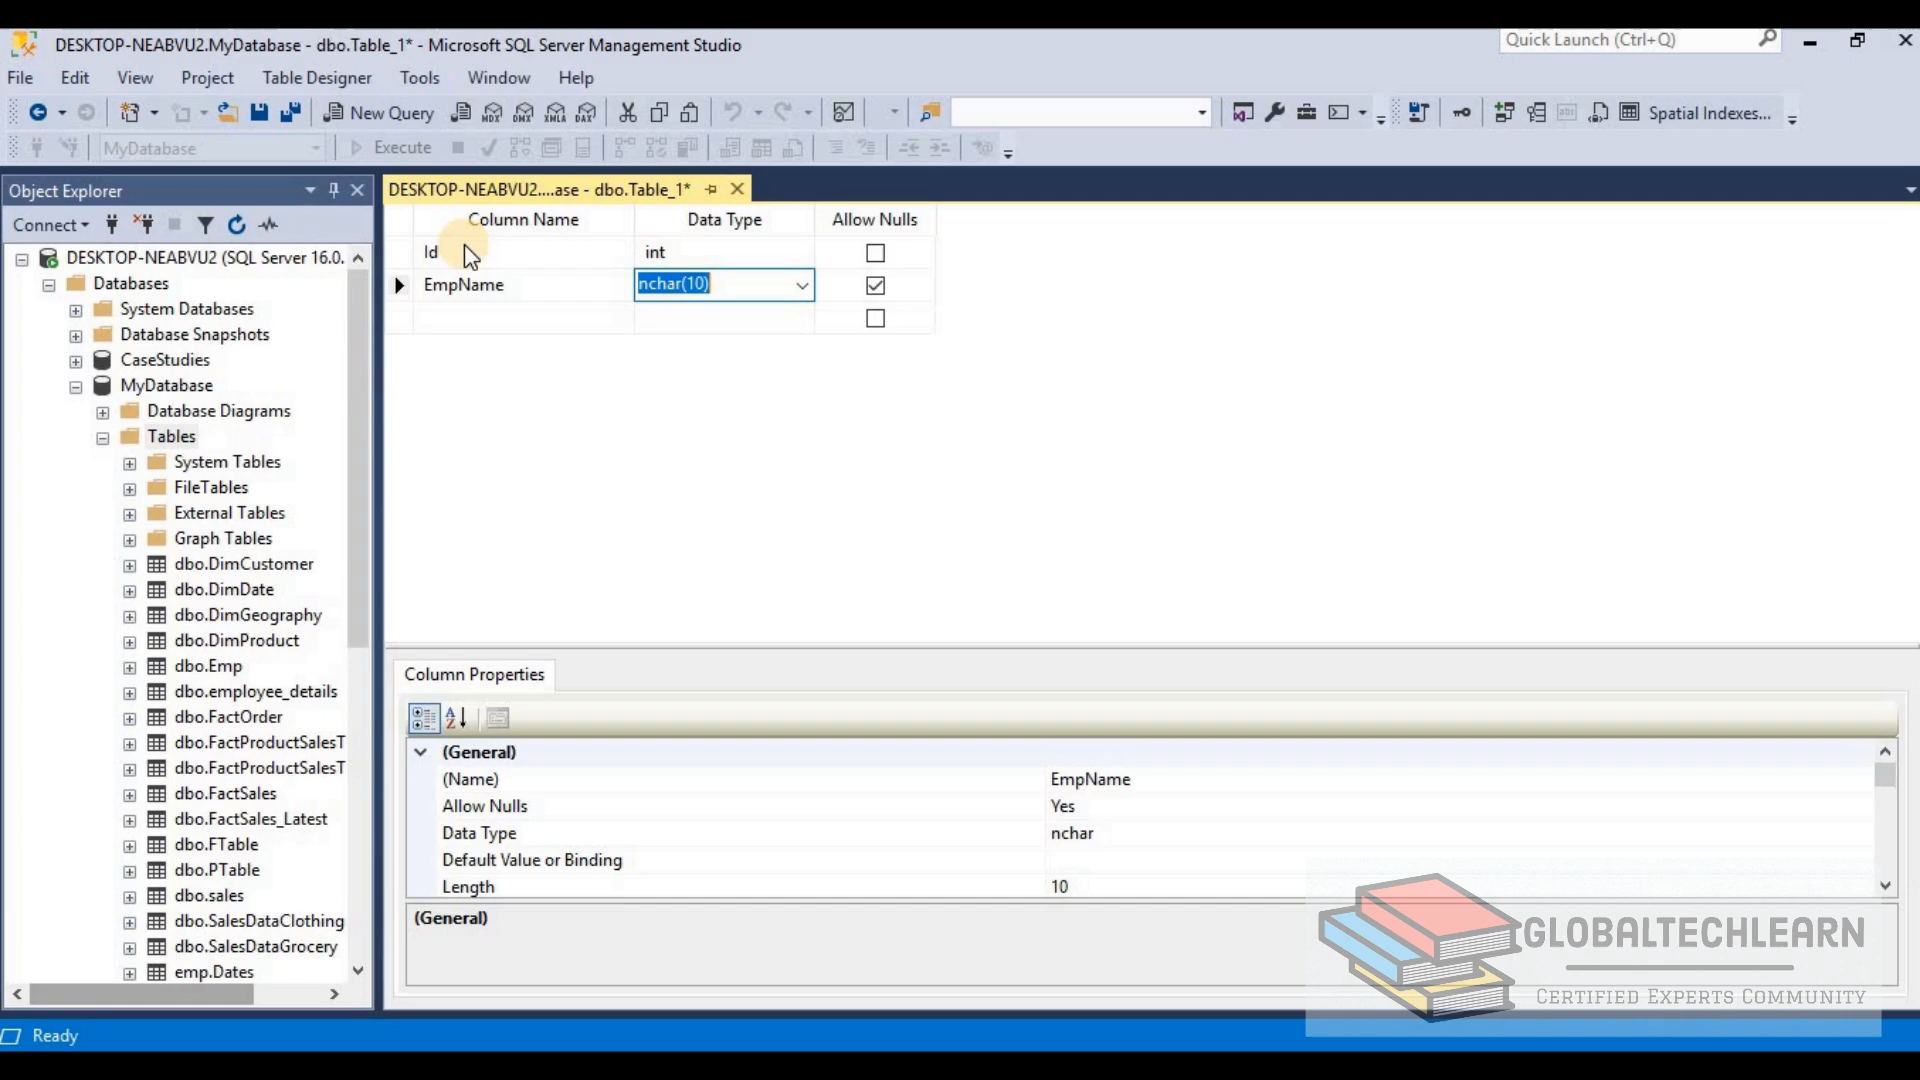 DESKTOP-NEABVU2.MyDatabase - dbo.Table_1* - Microsoft SQL Server Management Studio
Quick Launch (Ctrl+Q)
File Edit View Project Table Designer Tools Window Help
New Query MDX DMX XMLA DAX Spatial Indexes...
MyDatabase Execute
Object Explorer
DESKTOP-NEABVU2....ase - dbo.Table_1*
Connect
Column Name Data Type Allow Nulls
Id int
EmpName nchar(10)
DESKTOP-NEABVU2 (SQL Server 16.0.
Databases
System Databases
Database Snapshots
CaseStudies
MyDatabase
Database Diagrams
Tables
System Tables
FileTables
External Tables
Graph Tables
dbo.DimCustomer
dbo.DimDate
dbo.DimGeography
dbo.DimProduct
dbo.Emp
dbo.employee_details
dbo.FactOrder
dbo.FactProductSalesT
dbo.FactProductSalesT
dbo.FactSales
dbo.FactSales_Latest
dbo.FTable
dbo.PTable
dbo.sales
dbo.SalesDataClothing
dbo.SalesDataGrocery
emp.Dates
Column Properties
(General)
(Name) EmpName
Allow Nulls Yes
Data Type nchar
Default Value or Binding
Length 10
(General)
GLOBALTECHLEARN
CERTIFIED EXPERTS COMMUNITY
Ready